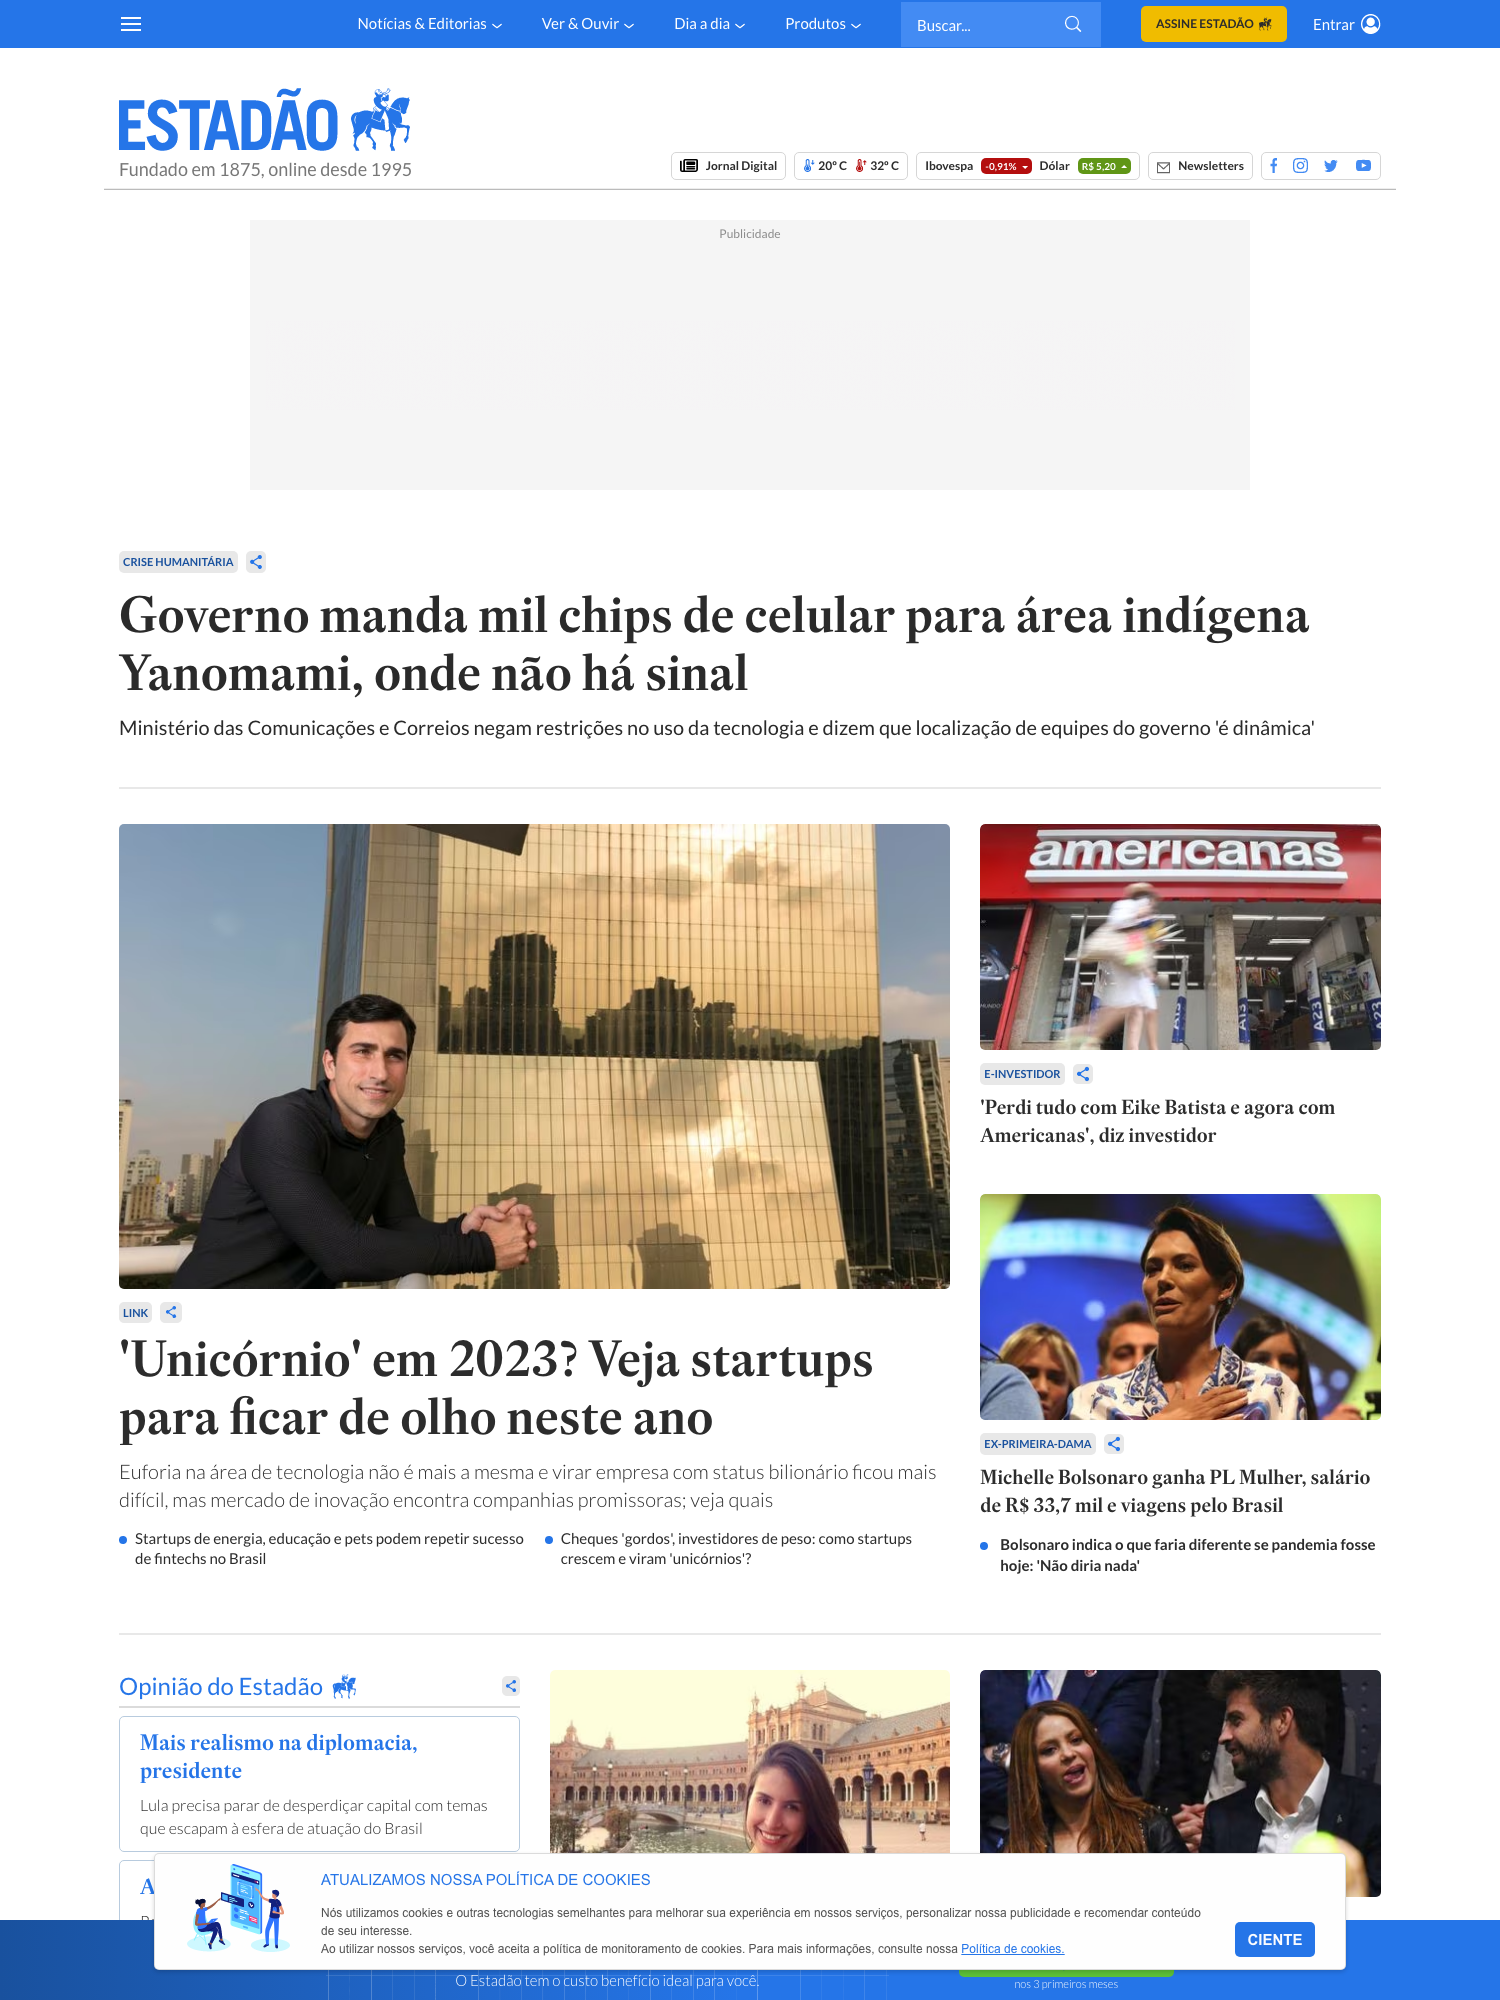 Notícias & Editorias
Ver & Ouvir
Dia a dia
Produtos
Buscar...
ASSINE ESTADÃO
Entrar
ESTADÃO
Fundado em 1875, online desde 1995
Jornal Digital
20º C 32º C
Ibovespa -0,91% Dólar R$ 5,20
Newsletters
Publicidade
CRISE HUMANITÁRIA
Governo manda mil chips de celular para área indígena
Yanomami, onde não há sinal
Ministério das Comunicações e Correios negam restrições no uso da tecnologia e dizem que localização de equipes do governo 'é dinâmica'
LINK
'Unicórnio' em 2023? Veja startups
para ficar de olho neste ano
Euforia na área de tecnologia não é mais a mesma e virar empresa com status bilionário ficou mais
difícil, mas mercado de inovação encontra companhias promissoras; veja quais
Startups de energia, educação e pets podem repetir sucesso
de fintechs no Brasil
Cheques 'gordos', investidores de peso: como startups
crescem e viram 'unicórnios'?
americanas
A13
A13
A23
A23
E-INVESTIDOR
'Perdi tudo com Eike Batista e agora com
Americanas', diz investidor
EX-PRIMEIRA-DAMA
Michelle Bolsonaro ganha PL Mulher, salário
de R$ 33,7 mil e viagens pelo Brasil
Bolsonaro indica o que faria diferente se pandemia fosse
hoje: 'Não diria nada'
Opinião do Estadão
Mais realismo na diplomacia,
presidente
Lula precisa parar de desperdiçar capital com temas
que escapam à esfera de atuação do Brasil
A
ATUALIZAMOS NOSSA POLÍTICA DE COOKIES
Nós utilizamos cookies e outras tecnologias semelhantes para melhorar sua experiência em nossos serviços, personalizar nossa publicidade e recomendar conteúdo
de seu interesse.
Ao utilizar nossos serviços, você aceita a política de monitoramento de cookies. Para mais informações, consulte nossa Política de cookies.
CIENTE
O Estadão tem o custo benefício ideal para você.
nos 3 primeiros meses